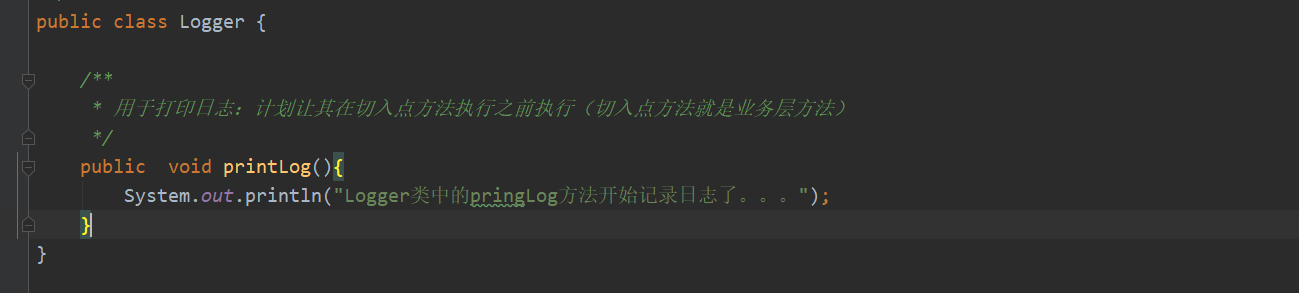 public class Logger {
/**
* 用于打印日志：计划让其在切入点方法执行之前执行（切入点方法就是业务层方法）
*/
public  void printLog(){
System.out.println("Logger类中的pringLog方法开始记录日志了。。。");
}
}